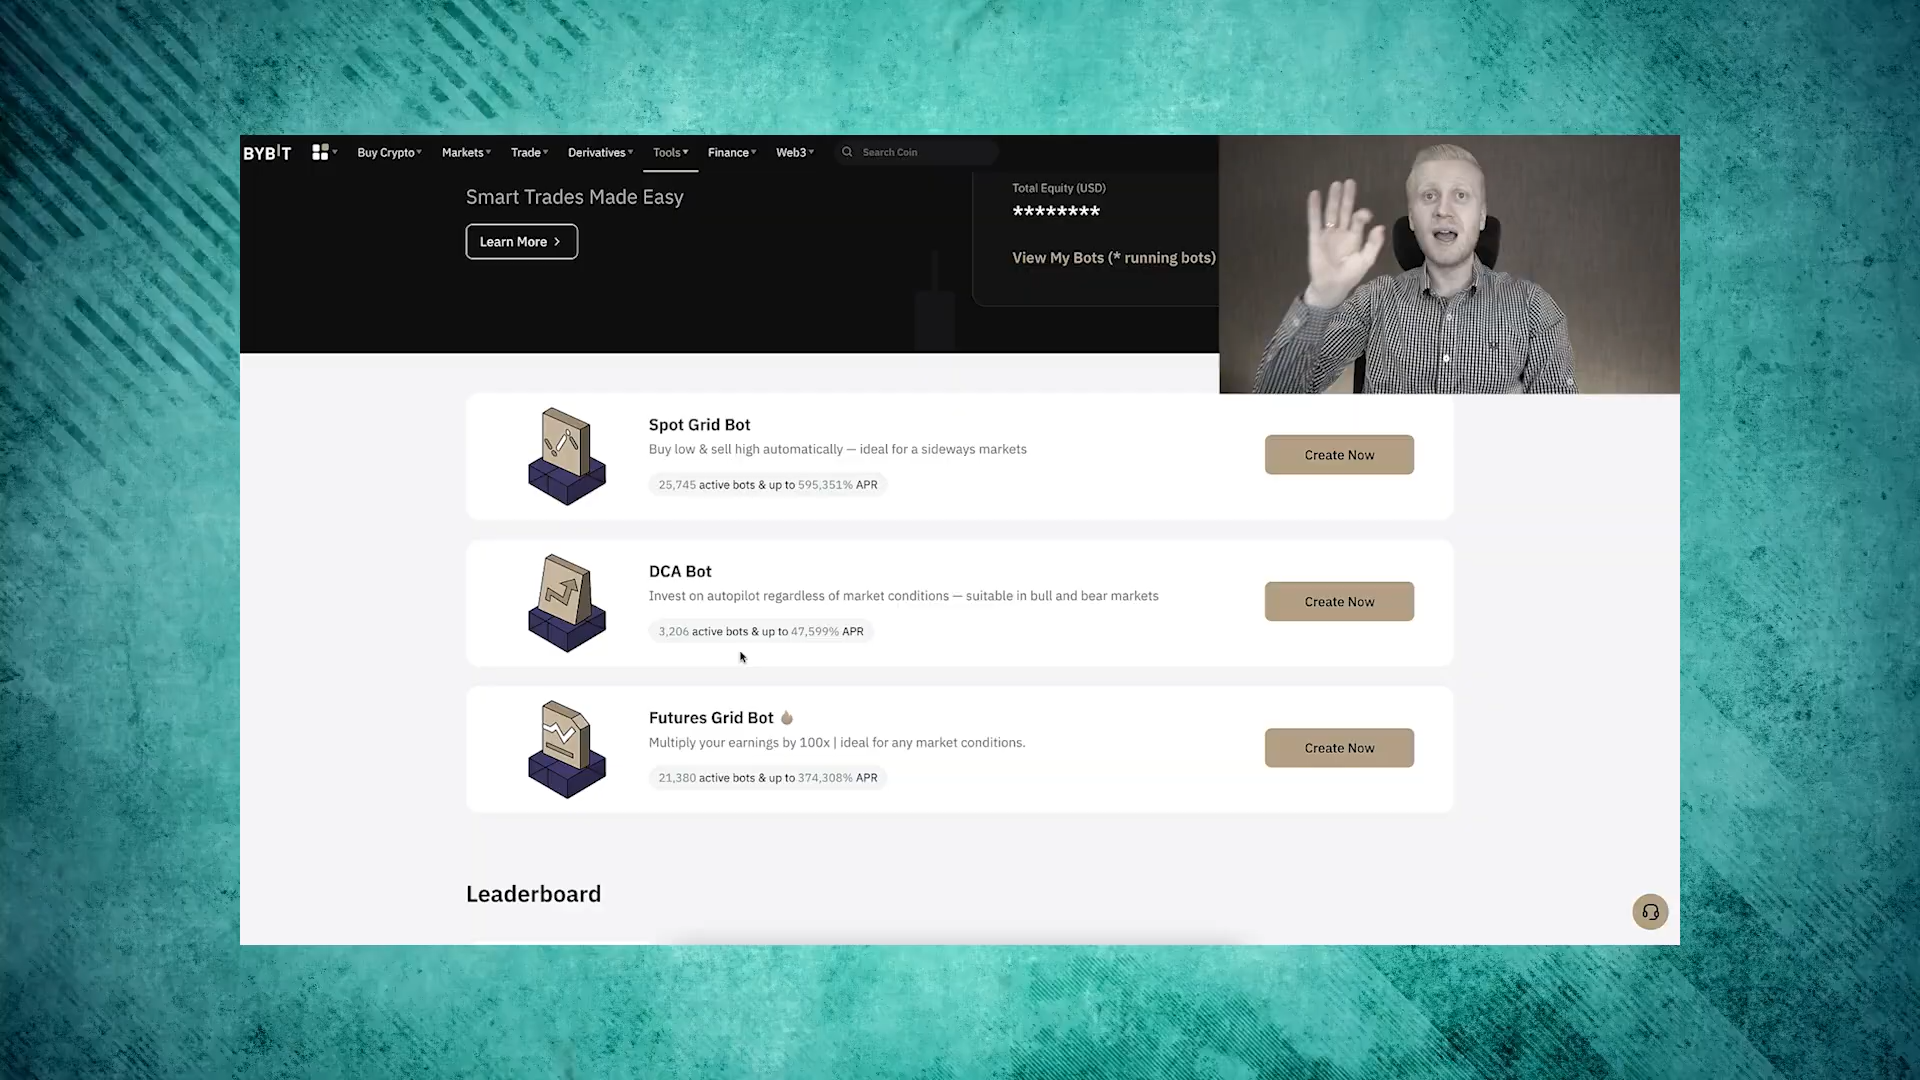 BYBIT
Buy Crypto
Markets
Trade
Derivatives
Tools
Finance
Web3
Search Coin
Smart Trades Made Easy
Learn More
Total Equity (USD)
********
View My Bots (* running bots)
Spot Grid Bot
Buy low & sell high automatically — ideal for a sideways markets
25,745 active bots & up to 595,351% APR
Create Now
DCA Bot
Invest on autopilot regardless of market conditions — suitable in bull and bear markets
3,206 active bots & up to 47,599% APR
Create Now
Futures Grid Bot
Multiply your earnings by 100x | ideal for any market conditions.
21,380 active bots & up to 374,308% APR
Create Now
Leaderboard